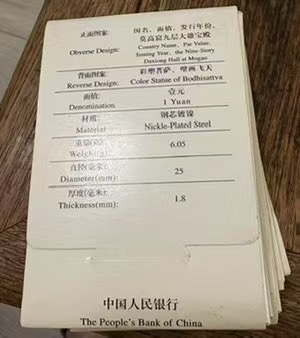 正面图案: 国名、面值、发行年份、
莫高窟九层大雄宝殿
Obverse Design: Country Name, Par Value,
Issuing Year, the Nine-Story
Daxiong Hall at Mogao
背面图案: 彩塑菩萨、壁画飞天
Reverse Design: Color Statue of Bodhisattva
面值: 壹元
Denomination 1 Yuan
材质: 钢芯镀镍
Material Nickle-Plated Steel
重量(克): 6.05
Weight(g):
直径(毫米): 25
Diameter(mm):
厚度(毫米): 1.8
Thickness(mm):
中国人民银行
The People's Bank of China